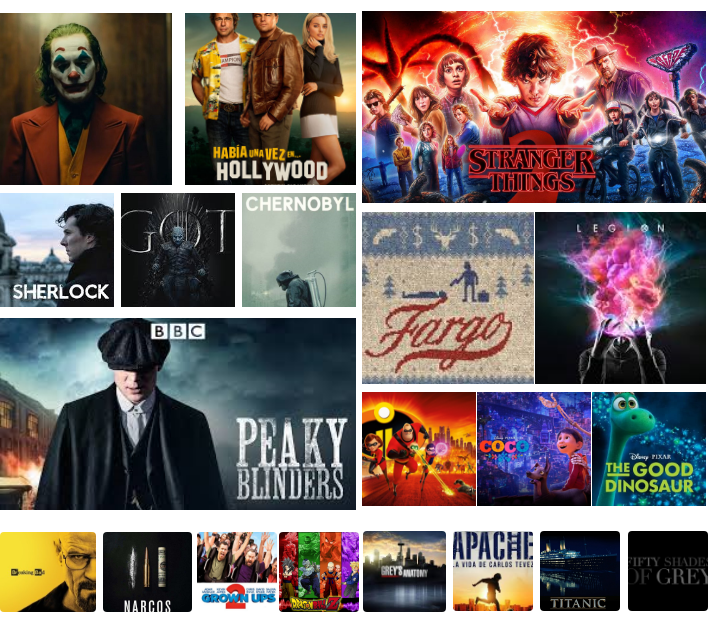 HABÍA UNA VEZ EN...
HOLLYWOOD
STRANGER
THINGS
2
SHERLOCK
GOT
CHERNOBYL
Fargo
LEGION
BBC
PEAKY
BLINDERS
COCO
Disney PIXAR
THE GOOD
DINOSAUR
Breaking Bad
NARCOS
GROWN UPS
2
DRAGON BALL Z
GREY'S ANATOMY
APACHE
LA VIDA DE CARLOS TEVEZ
TITANIC
FIFTY SHADES
OF GREY